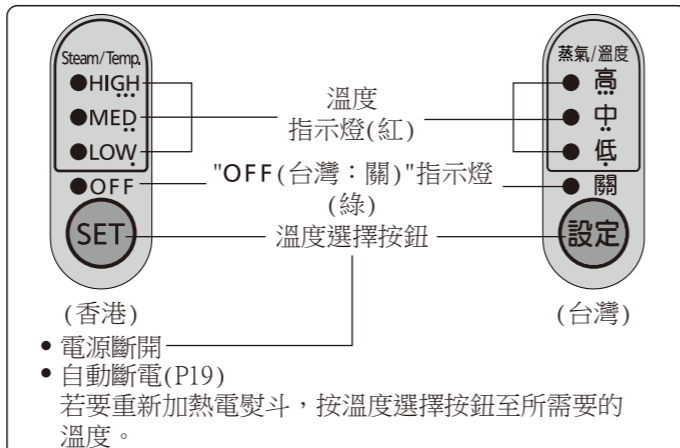 Steam/Temp.
HIGH
MED
LOW
OFF
SET
(香港)
溫度
指示燈(紅)
"OFF(台灣：關)"指示燈
(綠)
溫度選擇按鈕
蒸氣/溫度
高
中
低
關
設定
(台灣)
• 電源斷開
• 自動斷電(P19)
若要重新加熱電熨斗，按溫度選擇按鈕至所需要的
溫度。